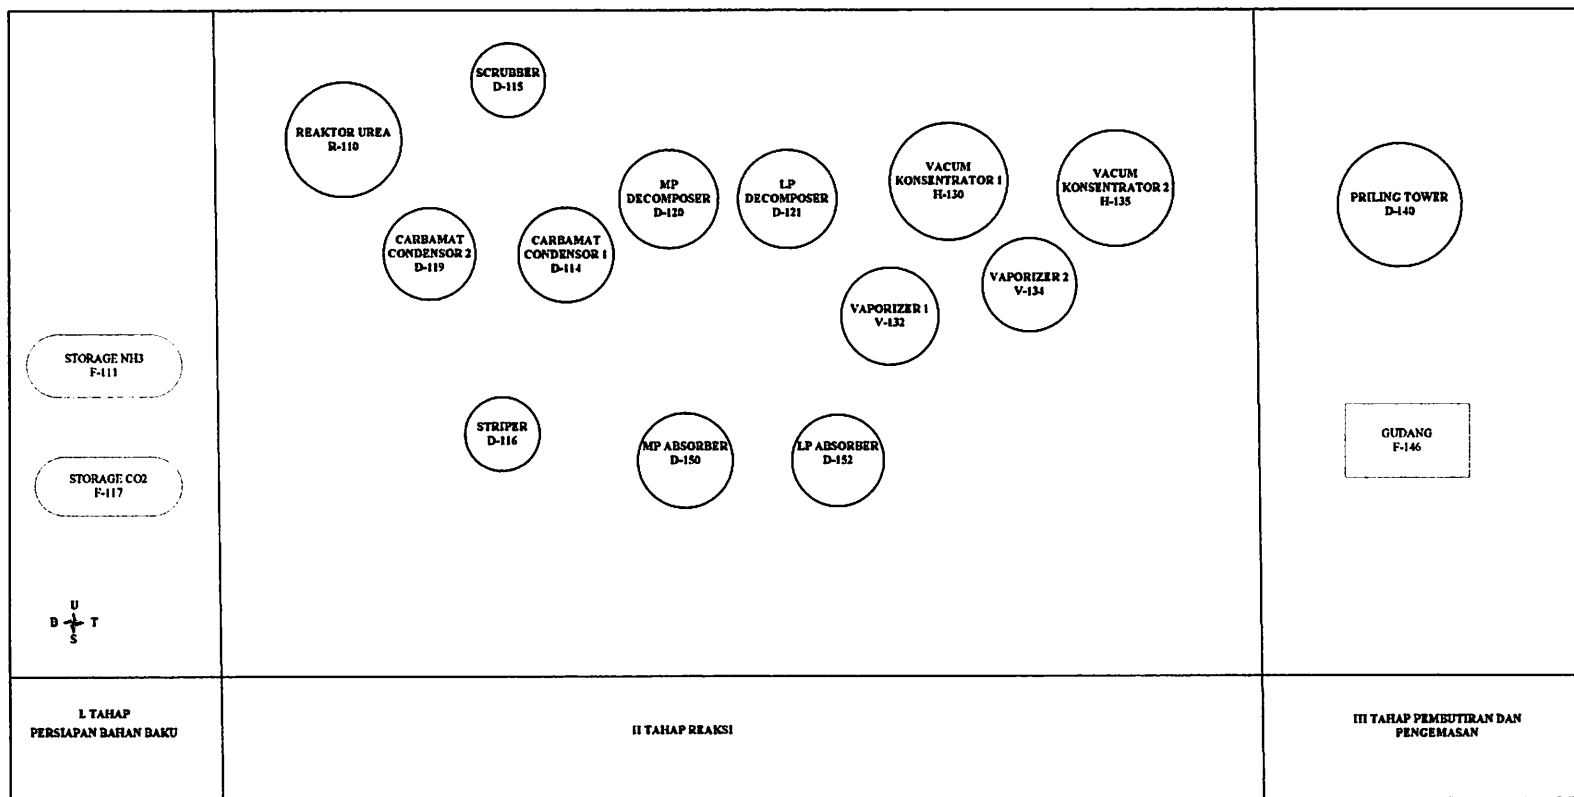 SCRUBBER
D-115
REAKTOR UREA
R-110
MP
DECOMPOSER
D-120
LP
DECOMPOSER
D-121
VACUM
KONSENTRATOR 1
H-130
VACUM
KONSENTRATOR 2
H-135
PRILING TOWER
D-140
CARBAMAT
CONDENSOR 2
D-119
CARBAMAT
CONDENSOR 1
D-114
VAPORIZER 2
V-134
VAPORIZER 1
V-132
STORAGE NH3
F-111
STRIPER
D-116
MP ABSORBER
D-150
LP ABSORBER
D-152
GUDANG
F-146
STORAGE CO2
F-117
U
B T
S
I. TAHAP
PERSIAPAN BAHAN BAKU
II TAHAP REAKSI
III TAHAP PEMBUTIRAN DAN
PENGEMASAN